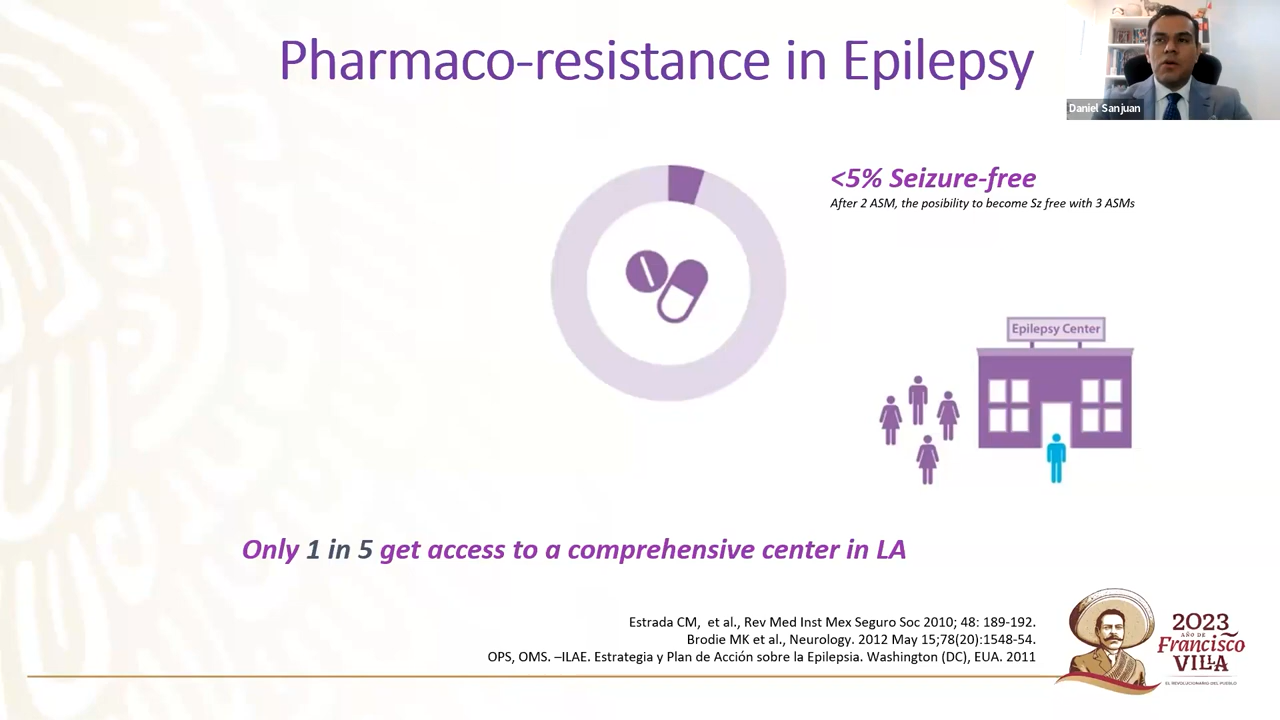 Pharmaco-resistance in Epilepsy
Daniel Sanjuan
<5% Seizure-free
After 2 ASM, the posibility to become Sz free with 3 ASMs
Epilepsy Center
Only 1 in 5 get access to a comprehensive center in LA
Estrada CM, et al., Rev Med Inst Mex Seguro Soc 2010; 48: 189-192.
Brodie MK et al., Neurology. 2012 May 15;78(20):1548-54.
OPS, OMS. –ILAE. Estrategia y Plan de Acción sobre la Epilepsia. Washington (DC), EUA. 2011
2023
AÑO DE
Francisco
VILLA
EL REVOLUCIONARIO DEL PUEBLO